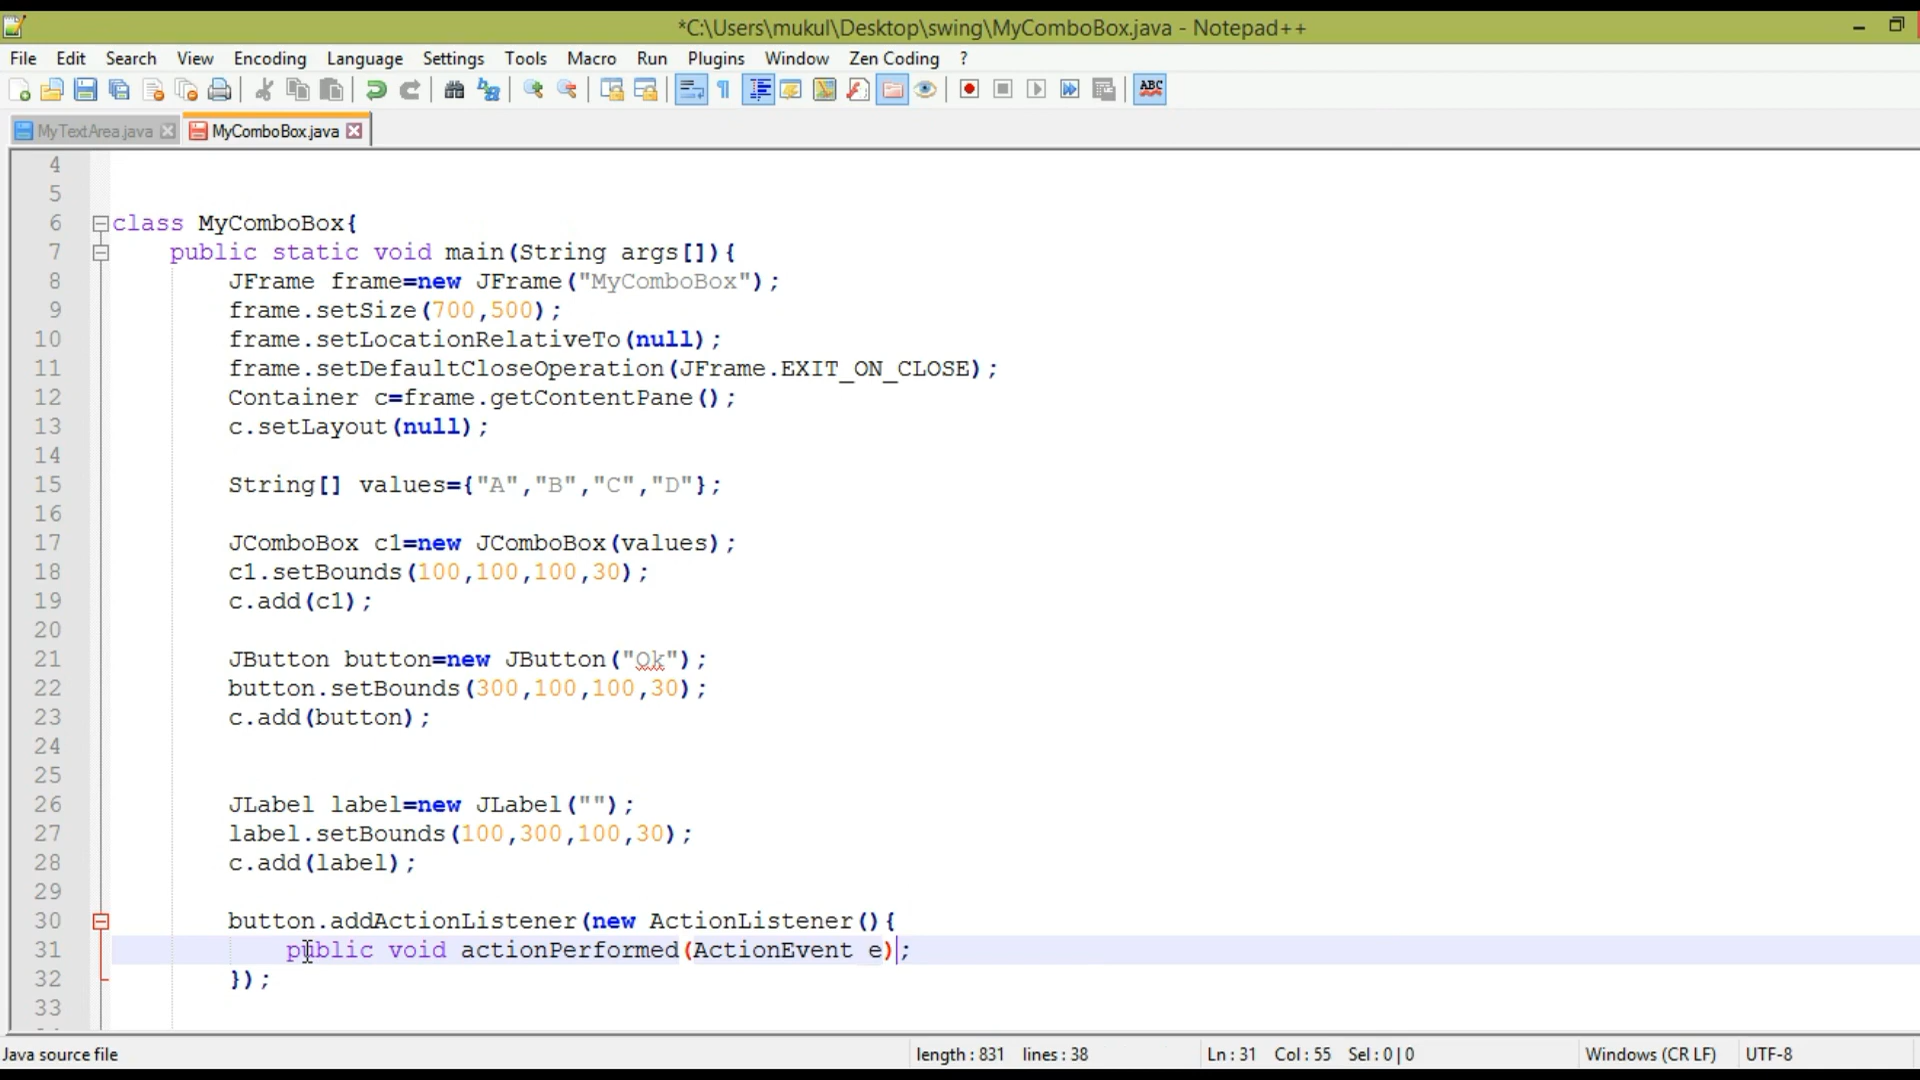 *C:\Users\mukul\Desktop\swing\MyComboBox.java - Notepad++
File Edit Search View Encoding Language Settings Tools Macro Run Plugins Window Zen Coding ?
ABC
MyTextArea.java MyComboBox.java
4
5
6 class MyComboBox{
7 public static void main(String args[]){
8 JFrame frame=new JFrame("MyComboBox");
9 frame.setSize(700,500);
10 frame.setLocationRelativeTo(null);
11 frame.setDefaultCloseOperation(JFrame.EXIT_ON_CLOSE);
12 Container c=frame.getContentPane();
13 c.setLayout(null);
14
15 String[] values={"A","B","C","D"};
16
17 JComboBox c1=new JComboBox(values);
18 c1.setBounds(100,100,100,30);
19 c.add(c1);
20
21 JButton button=new JButton("Ok");
22 button.setBounds(300,100,100,30);
23 c.add(button);
24
25
26 JLabel label=new JLabel("");
27 label.setBounds(100,300,100,30);
28 c.add(label);
29
30 button.addActionListener(new ActionListener(){
31 public void actionPerformed(ActionEvent e);
32 });
33
Java source file length : 831 lines : 38 Ln : 31 Col : 55 Sel : 0 | 0 Windows (CR LF) UTF-8